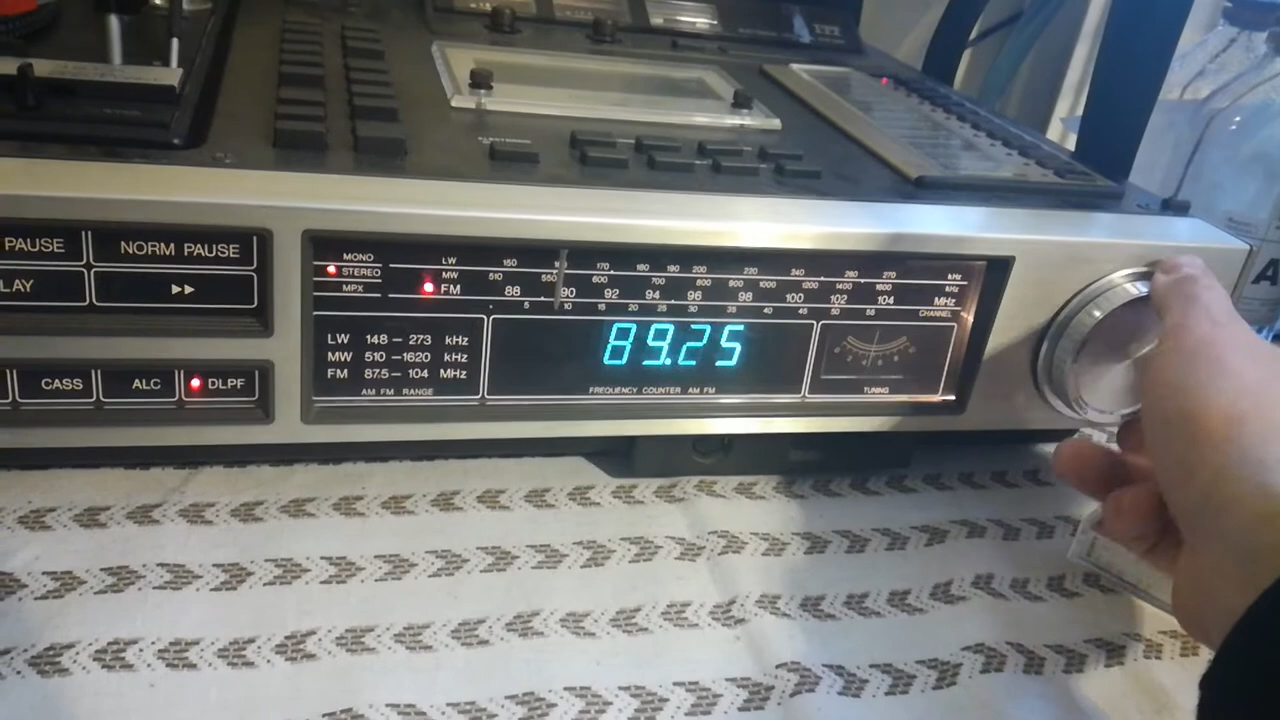 ITT
PAUSE
NORM PAUSE
LAY
CASS
ALC
DLPF
MONO
STEREO
MPX
LW 150 170 180 190 200 220 240 260 270 kHz
MW 510 550 600 700 800 1000 1200 1400 1600 kHz
FM 88 90 92 94 96 98 100 102 104 MHz
5 10 15 20 25 30 35 40 45 50 55 CHANNEL
LW 148 — 273 kHz
MW 510 — 1620 kHz
FM 87.5 — 104 MHz
AM FM RANGE
89.25
FREQUENCY COUNTER AM FM
TUNING
A